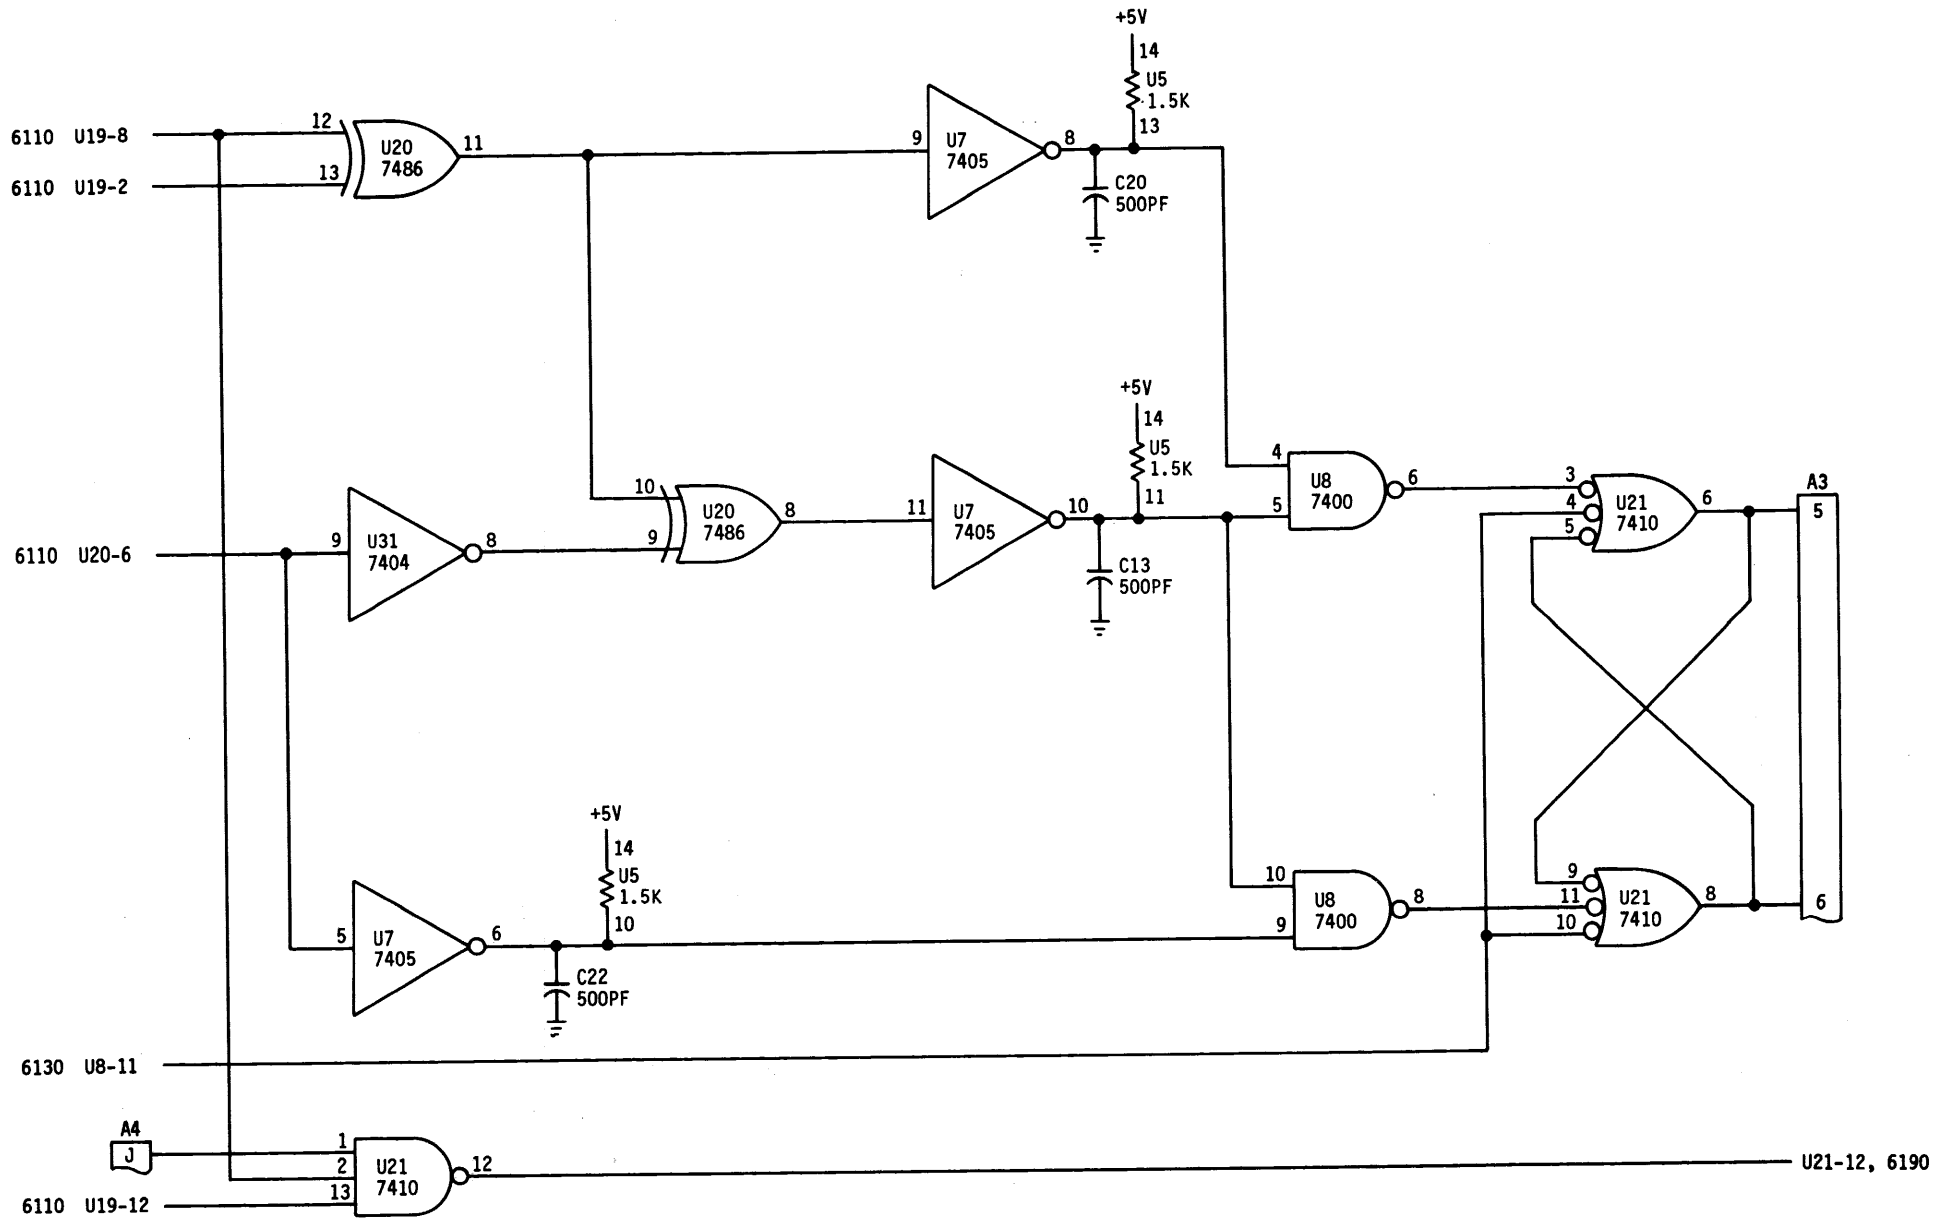 +5V
14
U5
1.5K
13
6110 U19-8
12
U20
7486
11
9
U7
7405
8
6110 U19-2
13
C20
500PF
+5V
14
U5
1.5K
11
4
U8
7400
6
5
3
4
5
U21
7410
6
A3
5
10
9
U20
7486
8
11
U7
7405
10
6110 U20-6
9
U31
7404
8
C13
500PF
+5V
14
U5
1.5K
10
5
U7
7405
6
C22
500PF
10
9
U8
7400
8
9
11
10
U21
7410
8
6
6130 U8-11
A4
J
1
2
13
U21
7410
12
U21-12, 6190
6110 U19-12